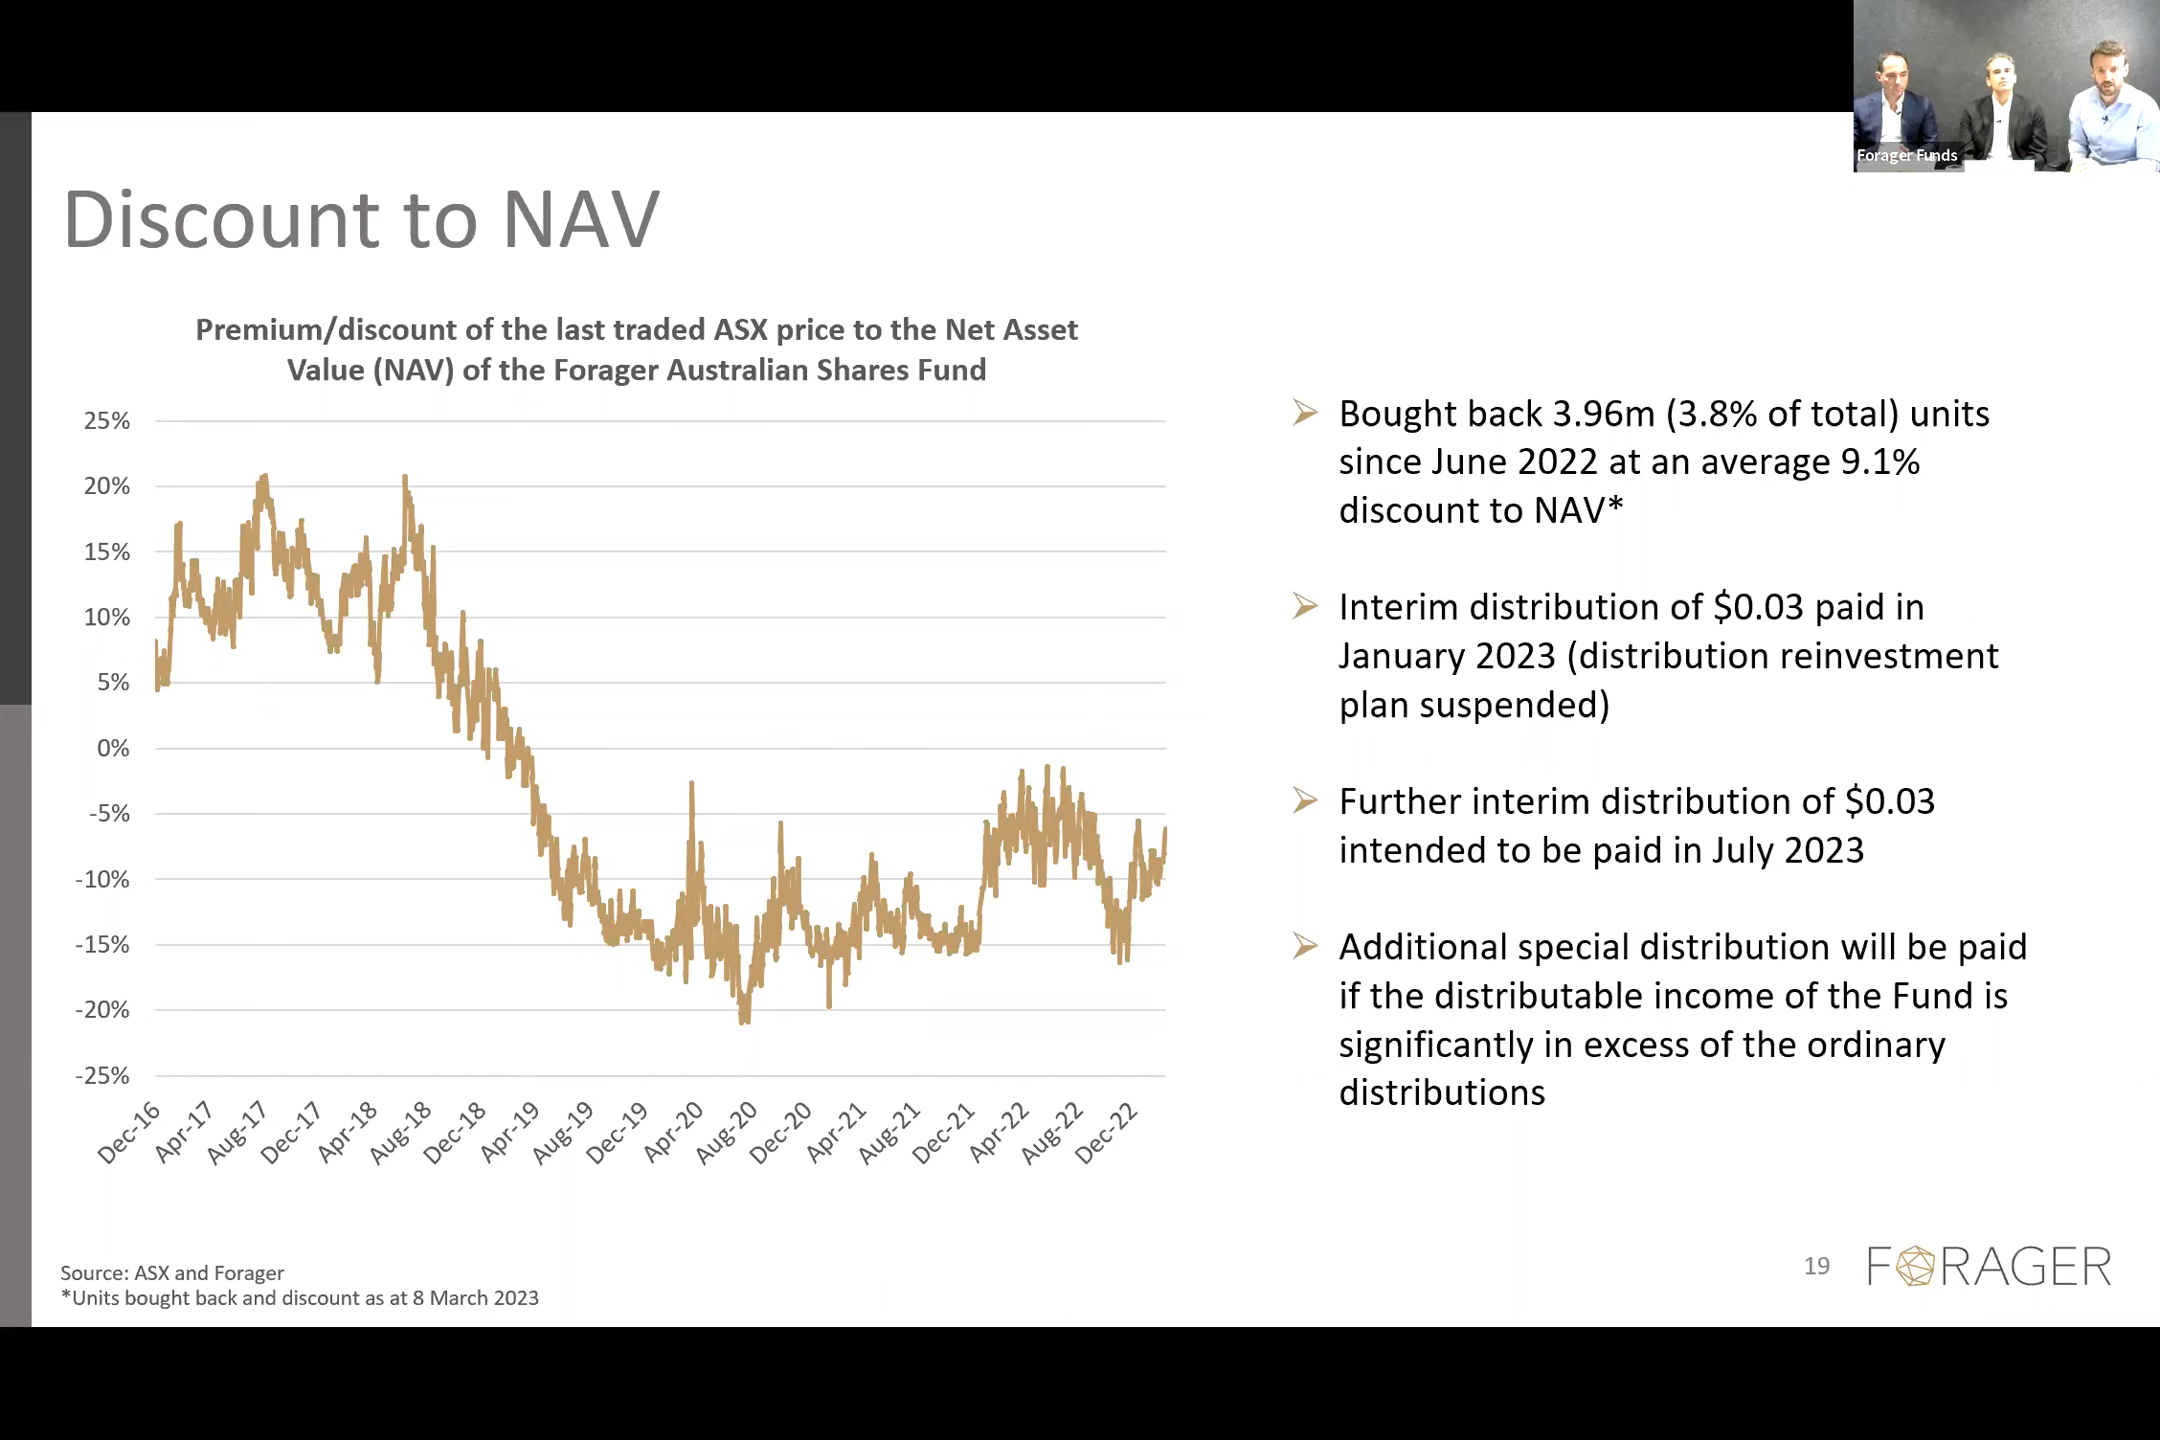 Forager Funds
Discount to NAV
Premium/discount of the last traded ASX price to the Net Asset
Value (NAV) of the Forager Australian Shares Fund
25%
20%
15%
10%
5%
0%
-5%
-10%
-15%
-20%
-25%
Dec-16
Apr-17
Aug-17
Dec-17
Apr-18
Aug-18
Dec-18
Apr-19
Aug-19
Dec-19
Apr-20
Aug-20
Dec-20
Apr-21
Aug-21
Dec-21
Apr-22
Aug-22
Dec-22
Bought back 3.96m (3.8% of total) units
since June 2022 at an average 9.1%
discount to NAV*
Interim distribution of $0.03 paid in
January 2023 (distribution reinvestment
plan suspended)
Further interim distribution of $0.03
intended to be paid in July 2023
Additional special distribution will be paid
if the distributable income of the Fund is
significantly in excess of the ordinary
distributions
Source: ASX and Forager
*Units bought back and discount as at 8 March 2023
19
FORAGER